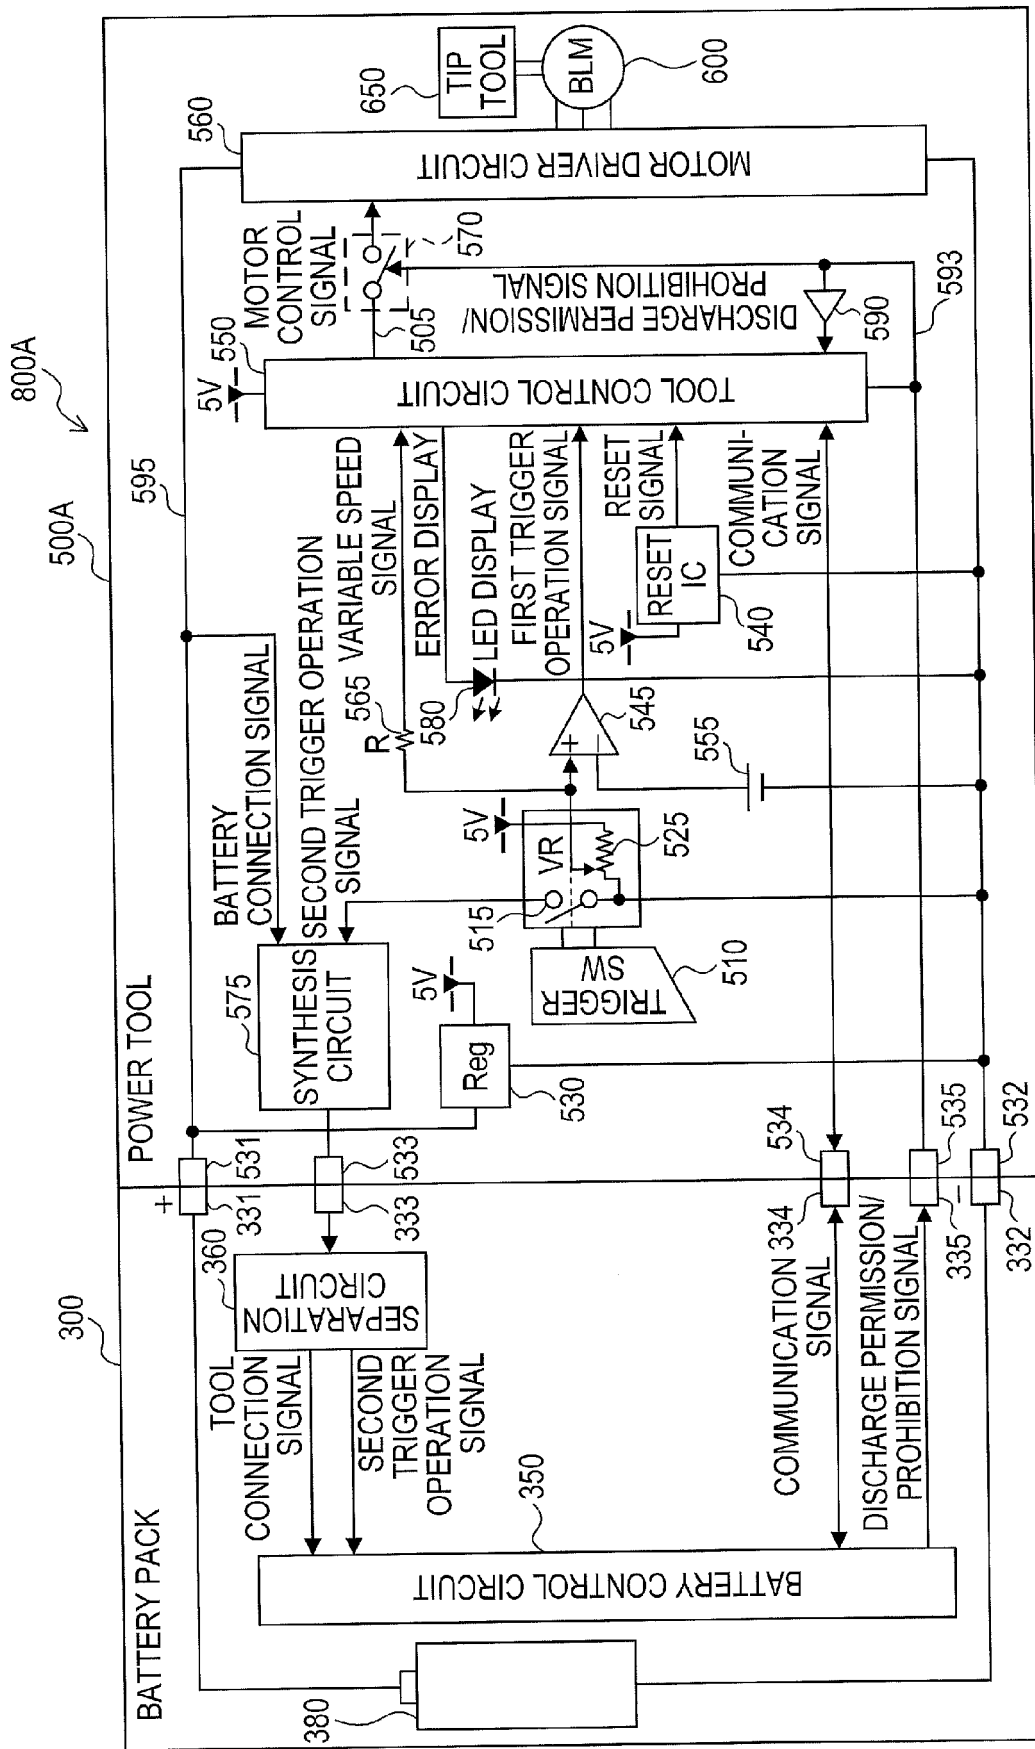 800A
500A
300
POWER TOOL
BATTERY PACK
595
560
650
TIP
TOOL
BLM
600
MOTOR DRIVER CIRCUIT
MOTOR
CONTROL
SIGNAL
570
505
550
5V
TOOL CONTROL CIRCUIT
DISCHARGE PERMISSION/
PROHIBITION SIGNAL
590
593
VARIABLE SPEED
SIGNAL
ERROR DISPLAY
LED DISPLAY
FIRST TRIGGER
OPERATION SIGNAL
RESET
SIGNAL
COMMUNI-
CATION
SIGNAL
RESET
IC
540
5V
565
R
580
+
−
545
555
BATTERY
CONNECTION SIGNAL
SECOND TRIGGER OPERATION
SIGNAL
5V
VR
525
515
TRIGGER
SW
510
575
SYNTHESIS
CIRCUIT
5V
Reg
530
+
531
331
533
333
534
334
535
335
−
532
332
360
SEPARATION
CIRCUIT
TOOL
CONNECTION
SIGNAL
SECOND
TRIGGER
OPERATION
SIGNAL
COMMUNICATION
SIGNAL
DISCHARGE PERMISSION/
PROHIBITION SIGNAL
350
BATTERY CONTROL CIRCUIT
380